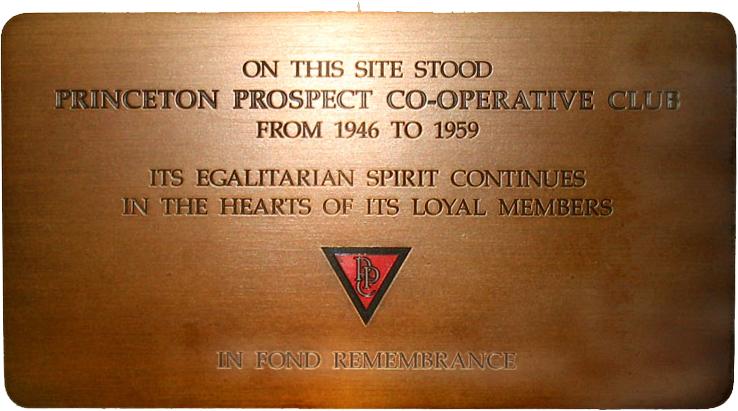 ON THIS SITE STOOD
PRINCETON PROSPECT CO-OPERATIVE CLUB
FROM 1946 TO 1959
ITS EGALITARIAN SPIRIT CONTINUES
IN THE HEARTS OF ITS LOYAL MEMBERS
PPC
IN FOND REMEMBRANCE